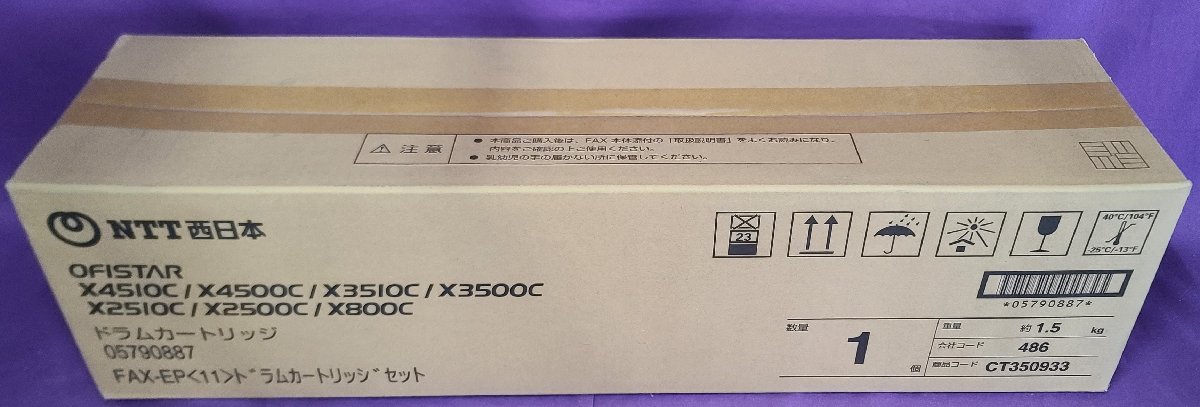 ⚠ 注意
● 本商品ご購入後は、FAX 本体添付の「取扱説明書」をよくお読みになり、
内容をご確認の上ご使用ください。
● 乳幼児の手の届かない所に保管してください。
NTT西日本
23
40°C/104°F
-25°C/-13°F
OFISTAR
X4510C / X4500C / X3510C / X3500C
X2510C / X2500C / X800C
ドラムカートリッジ
05790887
FAX-EP<11>ドラムカートリッジセット
*05790887*
数量 1 個
重量 約 1.5 kg
会社コード 486
商品コード CT350933